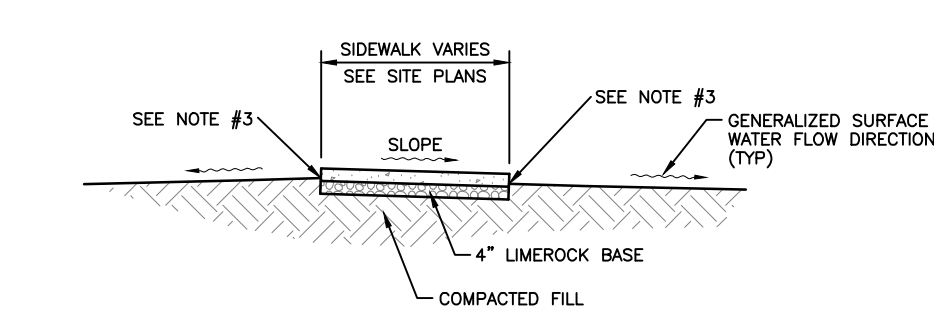 SIDEWALK VARIES
SEE SITE PLANS
SEE NOTE #3
SEE NOTE #3
SLOPE
GENERALIZED SURFACE
WATER FLOW DIRECTION
(TYP)
4" LIMEROCK BASE
COMPACTED FILL